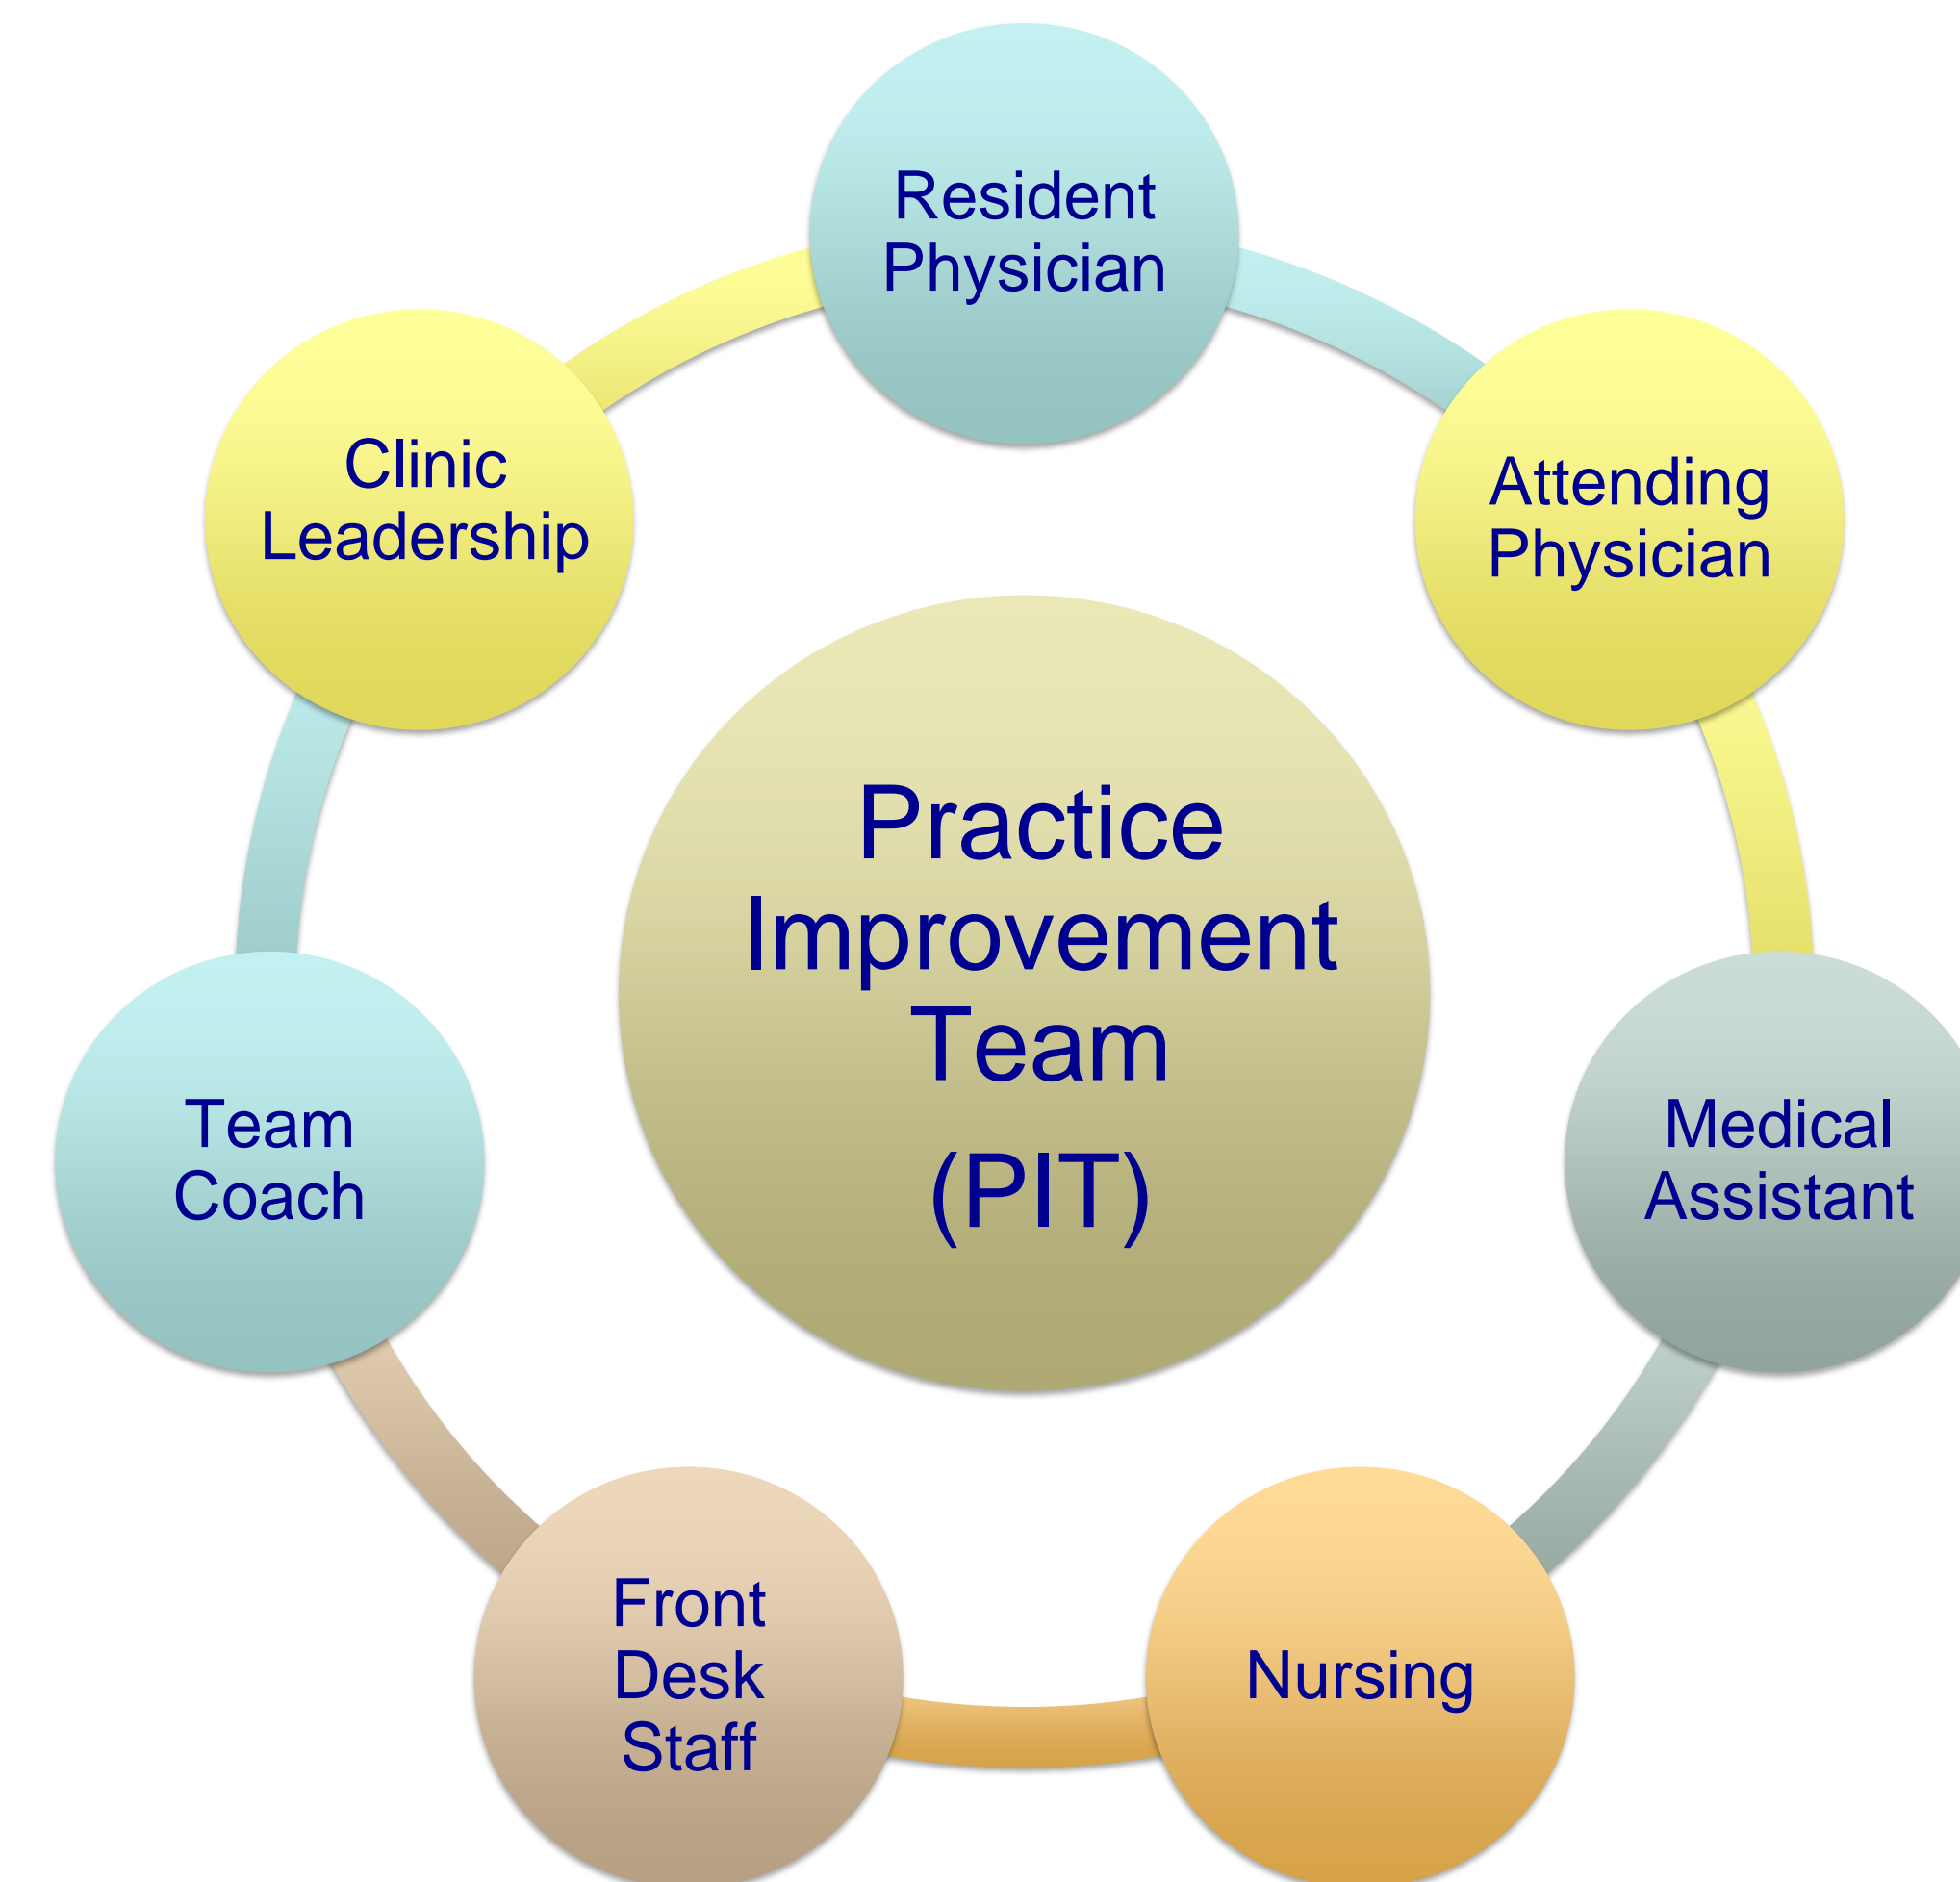 Resident
Physician
Clinic
Leadership
Attending
Physician
Practice
Improvement
Team
(PIT)
Team
Coach
Medical
Assistant
Front
Desk
Staff
Nursing